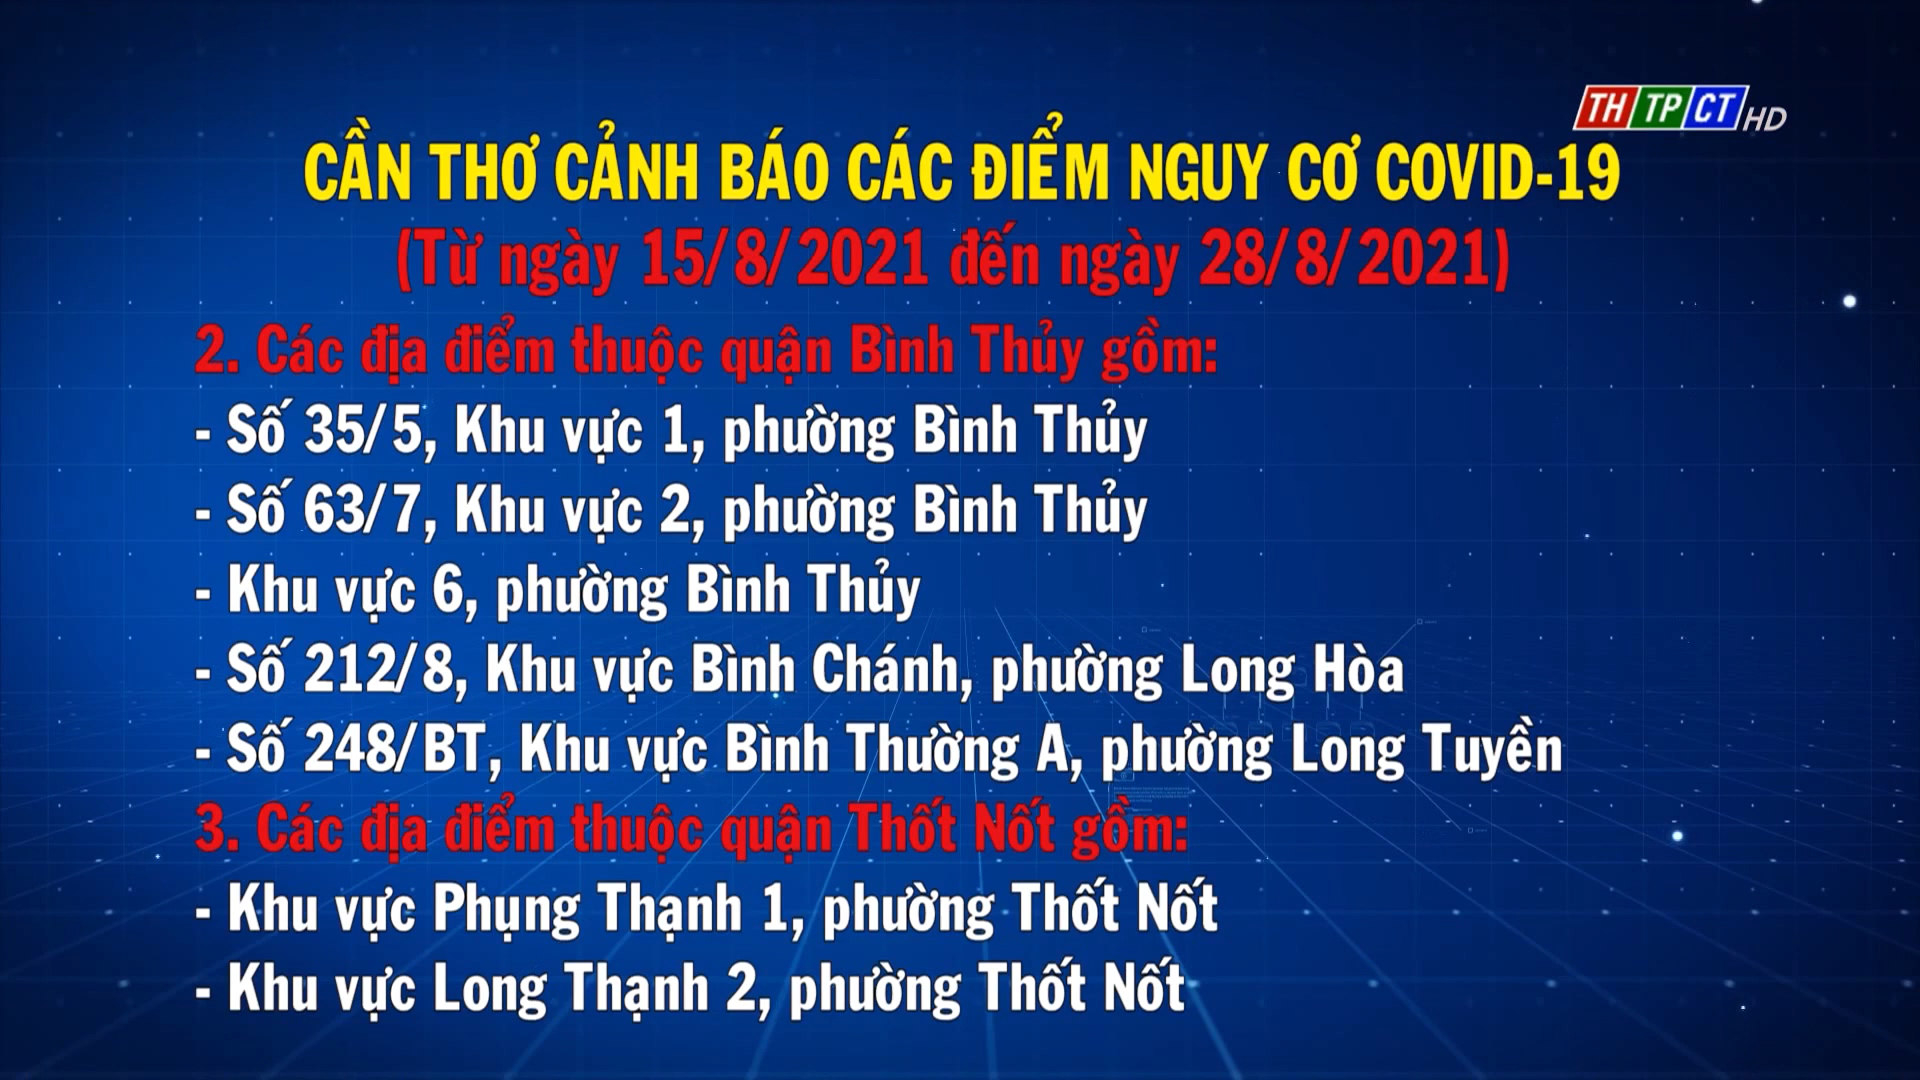 TH TP CT HD
CẦN THƠ CẢNH BÁO CÁC ĐIỂM NGUY CƠ COVID-19
(Từ ngày 15/8/2021 đến ngày 28/8/2021)
2. Các địa điểm thuộc quận Bình Thủy gồm:
- Số 35/5, Khu vực 1, phường Bình Thủy
- Số 63/7, Khu vực 2, phường Bình Thủy
- Khu vực 6, phường Bình Thủy
- Số 212/8, Khu vực Bình Chánh, phường Long Hòa
- Số 248/BT, Khu vực Bình Thường A, phường Long Tuyền
3. Các địa điểm thuộc quận Thốt Nốt gồm:
- Khu vực Phụng Thạnh 1, phường Thốt Nốt
- Khu vực Long Thạnh 2, phường Thốt Nốt